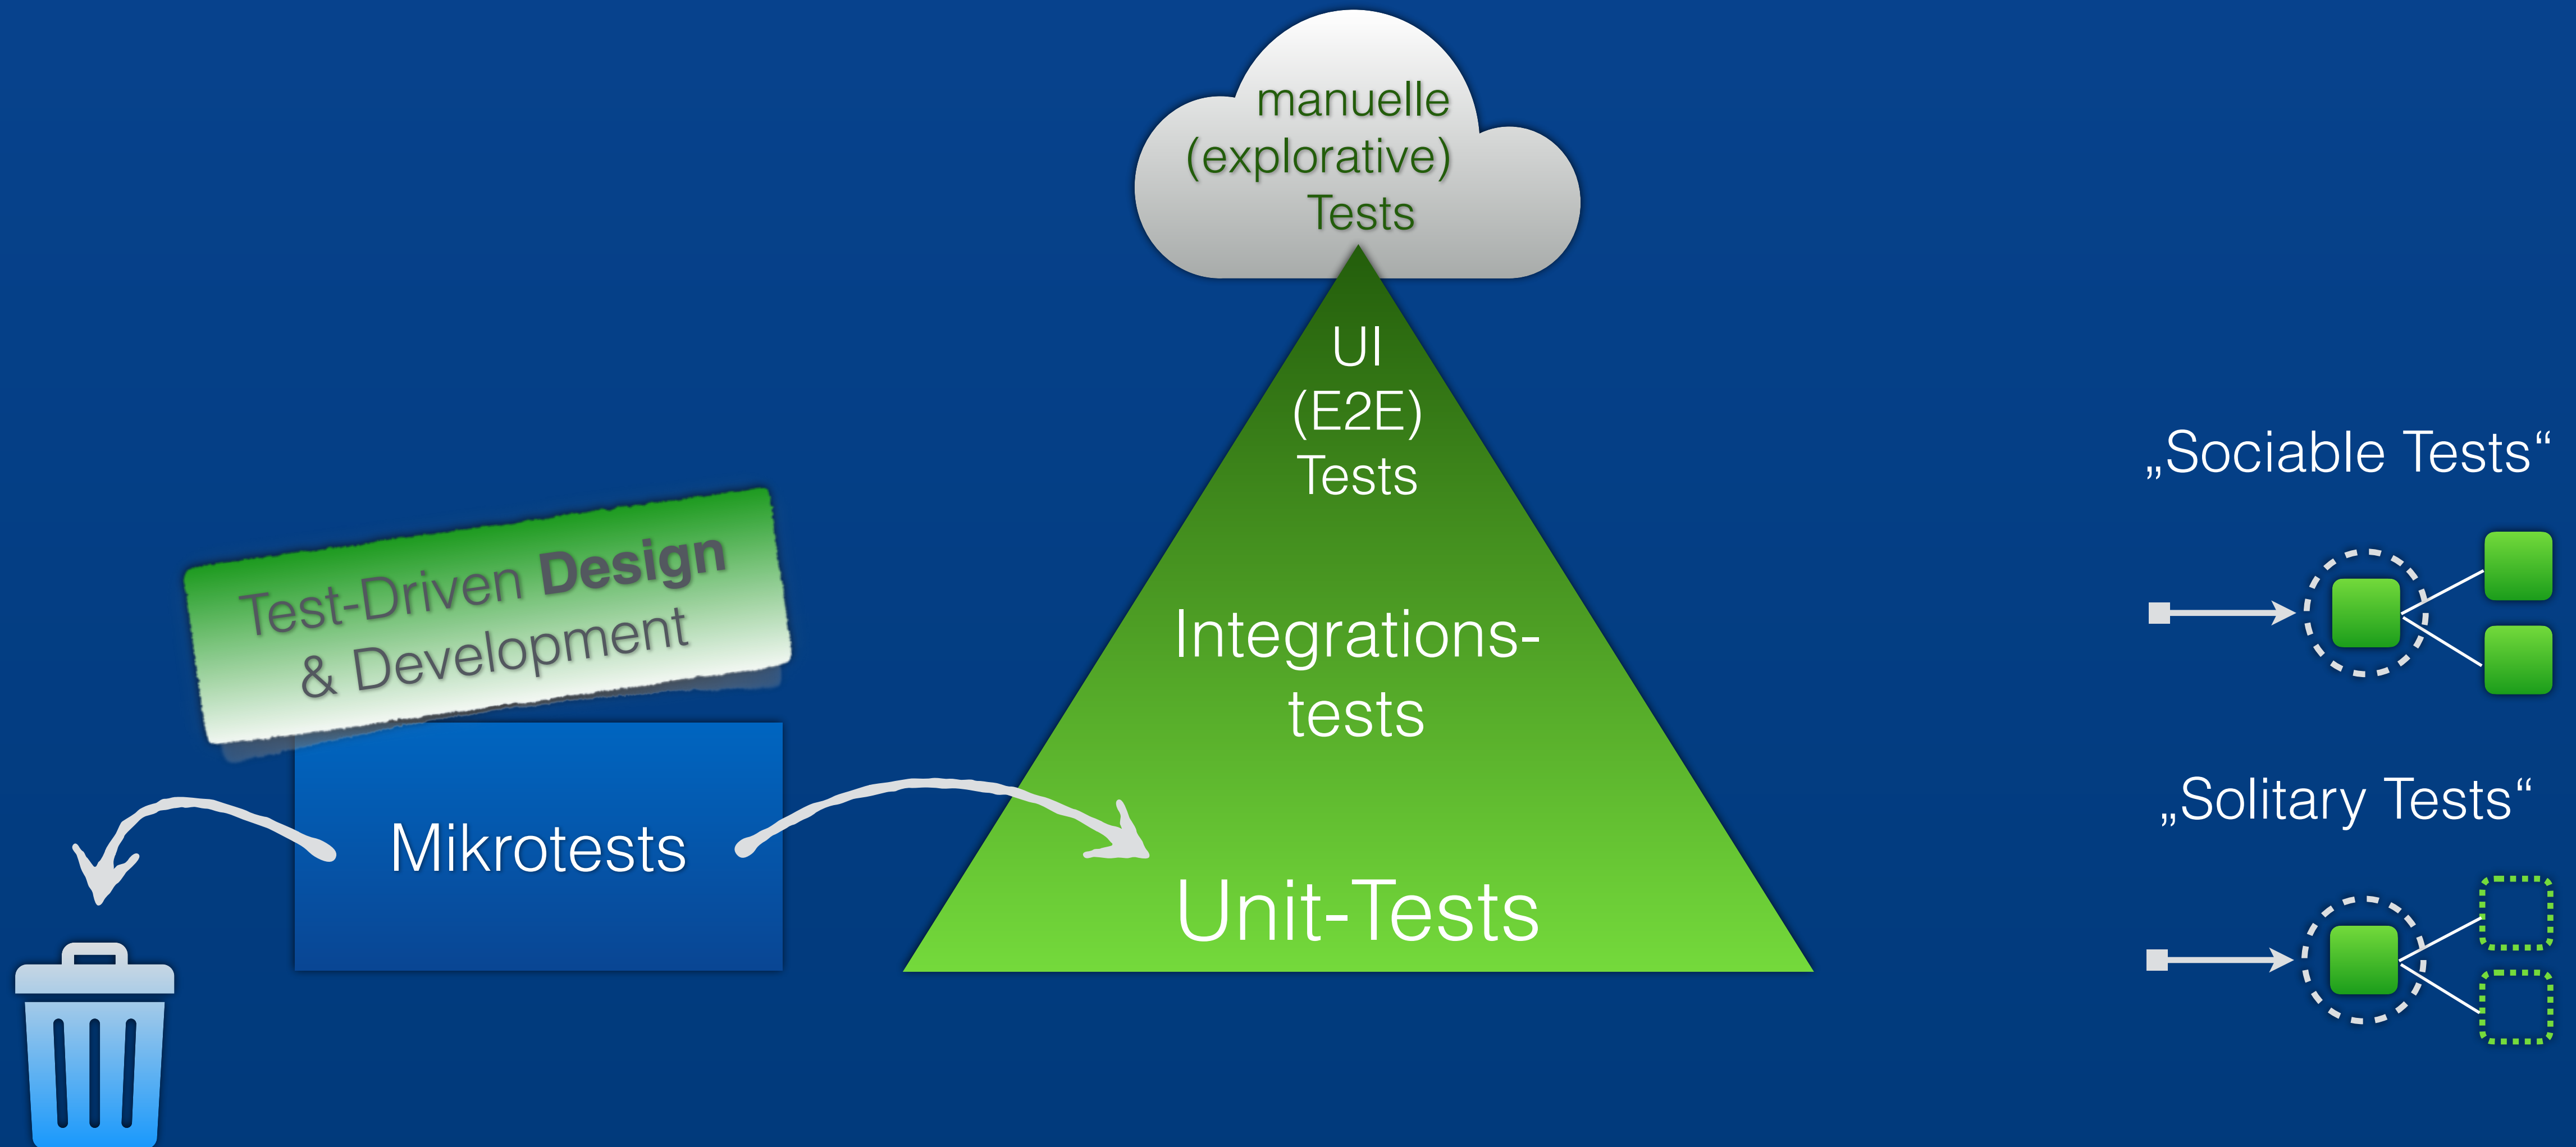 manuelle
(explorative)
Tests
UI
(E2E)
Tests
Integrations-
tests
Unit-Tests
Test-Driven Design
& Development
Mikrotests
„Sociable Tests“
„Solitary Tests“